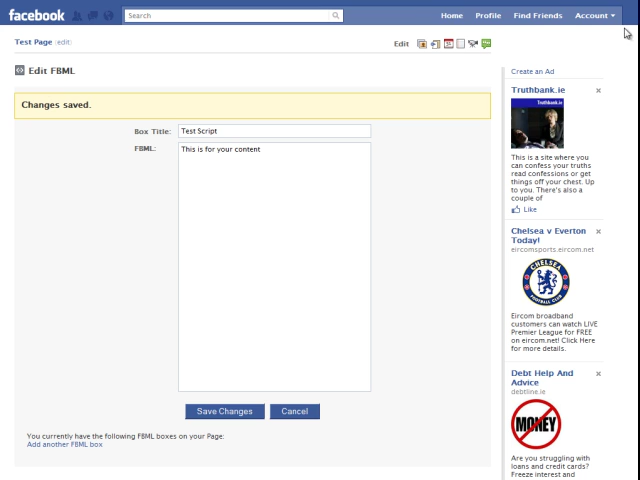 facebook
Search
Home Profile Find Friends Account
Test Page (edit)
Edit
Edit FBML
Changes saved.
Box Title: Test Script
FBML: This is for your content
Save Changes Cancel
You currently have the following FBML boxes on your Page:
Add another FBML box
Create an Ad
Truthbank.ie
Truthbank.ie
This is a site where you
can confess your truths
read confessions or get
things off your chest. Up
to you. There's also a
couple of
Like
Chelsea v Everton
Today!
eircomsports.eircom.net
CHELSEA
FOOTBALL CLUB
Eircom broadband
customers can watch LIVE
Premier League for FREE
on eircom.net! Click Here
for more details.
Debt Help And
Advice
debtline.ie
MONEY
Are you struggling with
loans and credit cards?
Freeze interest and